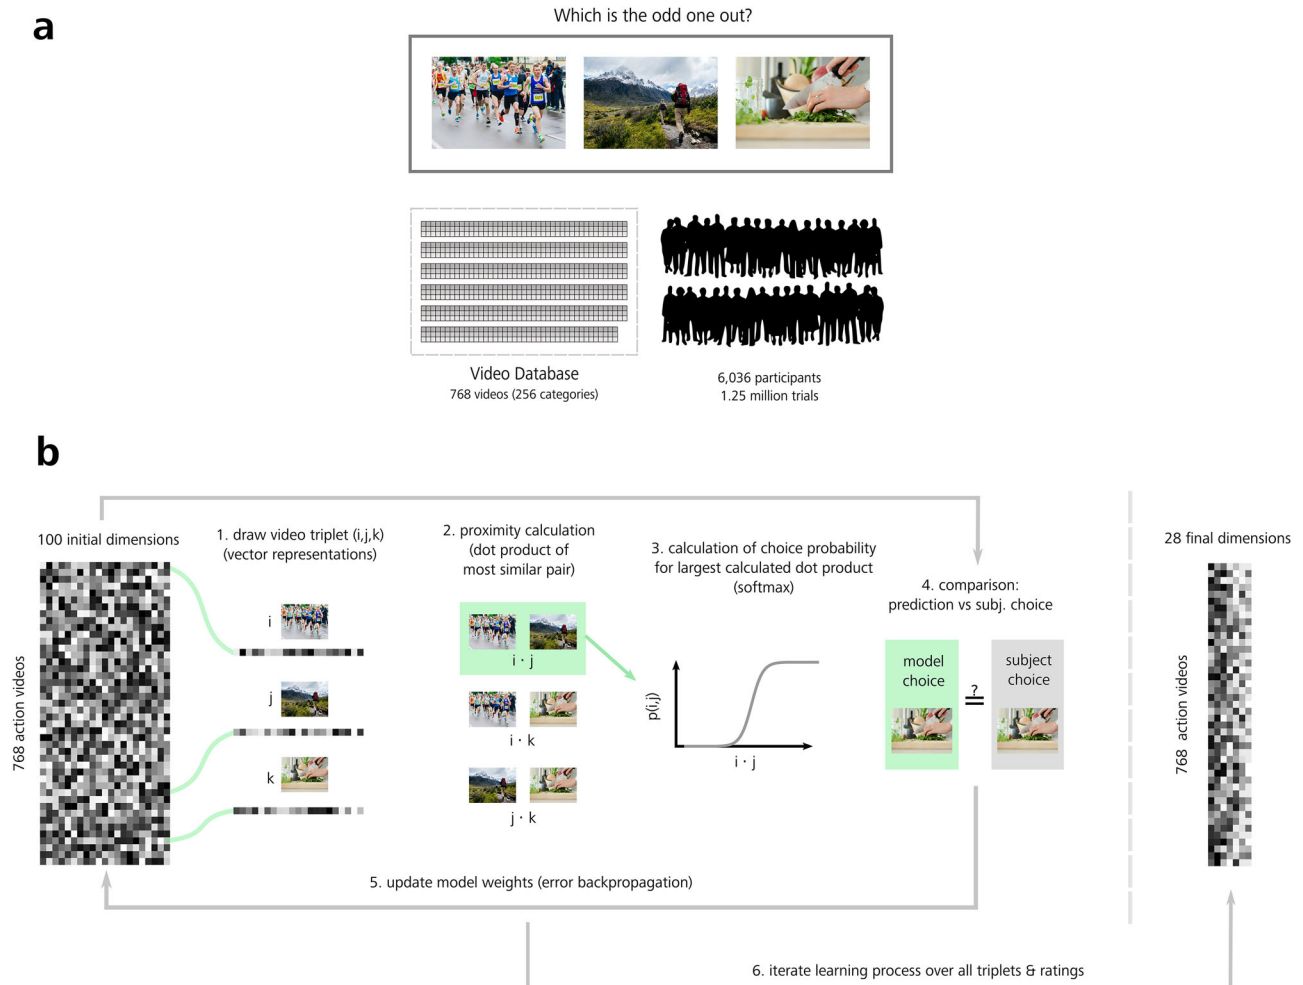 a
Which is the odd one out?
Video Database
768 videos (256 categories)
6,036 participants
1.25 million trials
b
100 initial dimensions
768 action videos
1. draw video triplet (i,j,k)
(vector representations)
i
j
k
2. proximity calculation
(dot product of
most similar pair)
i · j
i · k
j · k
3. calculation of choice probability
for largest calculated dot product
(softmax)
p(i,j)
i · j
4. comparison:
prediction vs subj. choice
model
choice
?
=
subject
choice
5. update model weights (error backpropagation)
28 final dimensions
768 action videos
6. iterate learning process over all triplets & ratings